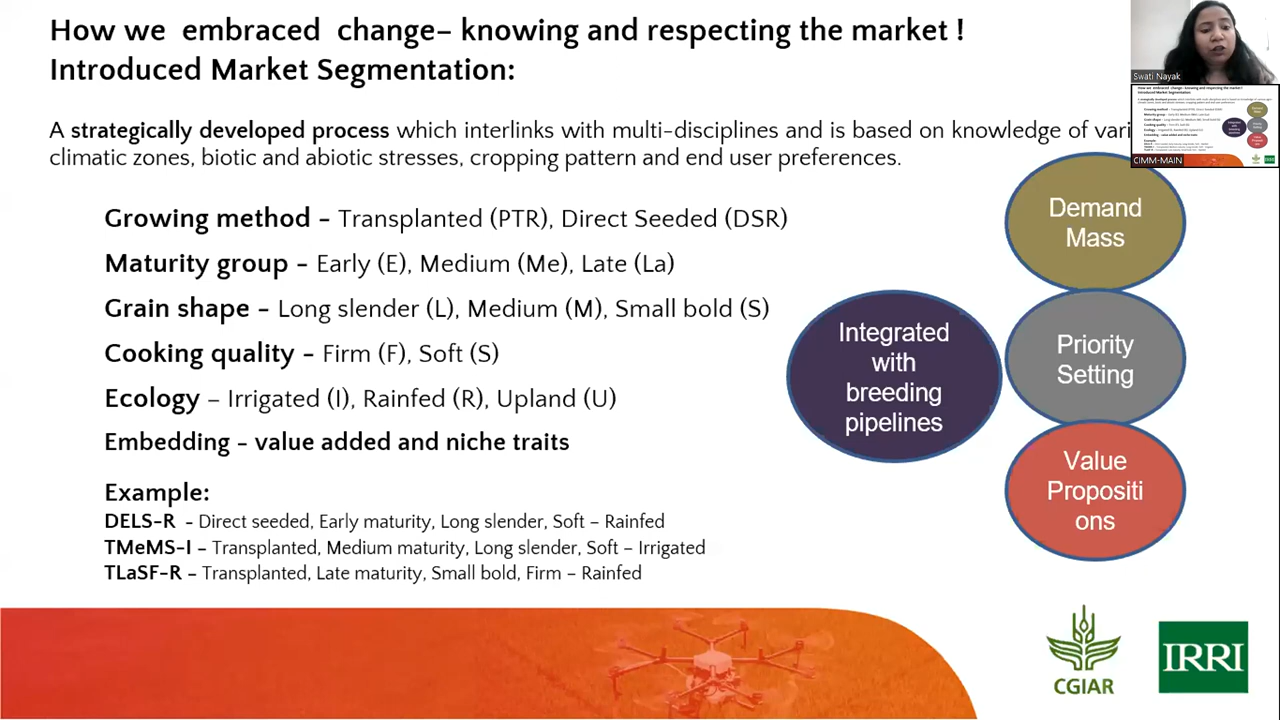 How we embraced change– knowing and respecting the market !
Introduced Market Segmentation:
A strategically developed process which interlinks with multi-disciplines and is based on knowledge of
climatic zones, biotic and abiotic stresses, cropping pattern and end user preferences.
Growing method – Transplanted (PTR), Direct Seeded (DSR)
Maturity group – Early (E), Medium (Me), Late (La)
Grain shape – Long slender (L), Medium (M), Small bold (S)
Cooking quality – Firm (F), Soft (S)
Ecology – Irrigated (I), Rainfed (R), Upland (U)
Embedding – value added and niche traits
Example:
DELS-R - Direct seeded, Early maturity, Long slender, Soft – Rainfed
TMeMS-I – Transplanted, Medium maturity, Long slender, Soft – Irrigated
TLaSF-R – Transplanted, Late maturity, Small bold, Firm – Rainfed
Integrated
with
breeding
pipelines
Demand
Mass
Priority
Setting
Value
Propositi
ons
Swati Nayak
CIMM-MAIN
CGIAR
IRRI